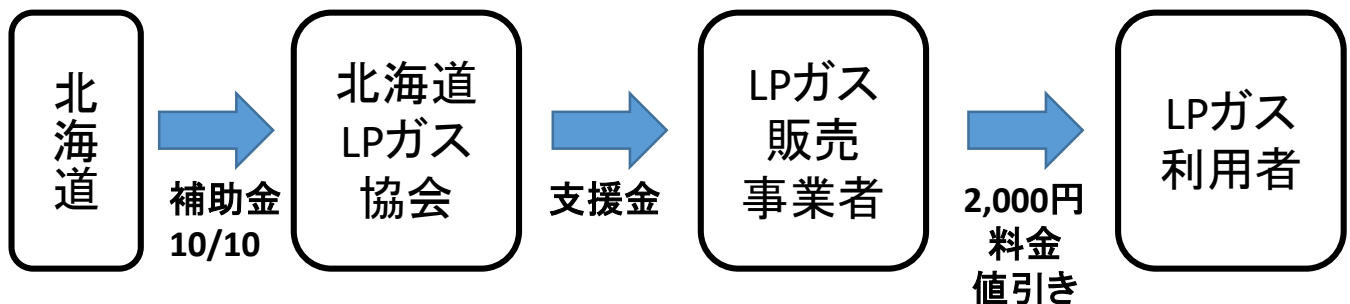 北海道
補助金
10/10
北海道
LPガス
協会
支援金
LPガス
販売
事業者
2,000円
料金
値引き
LPガス
利用者